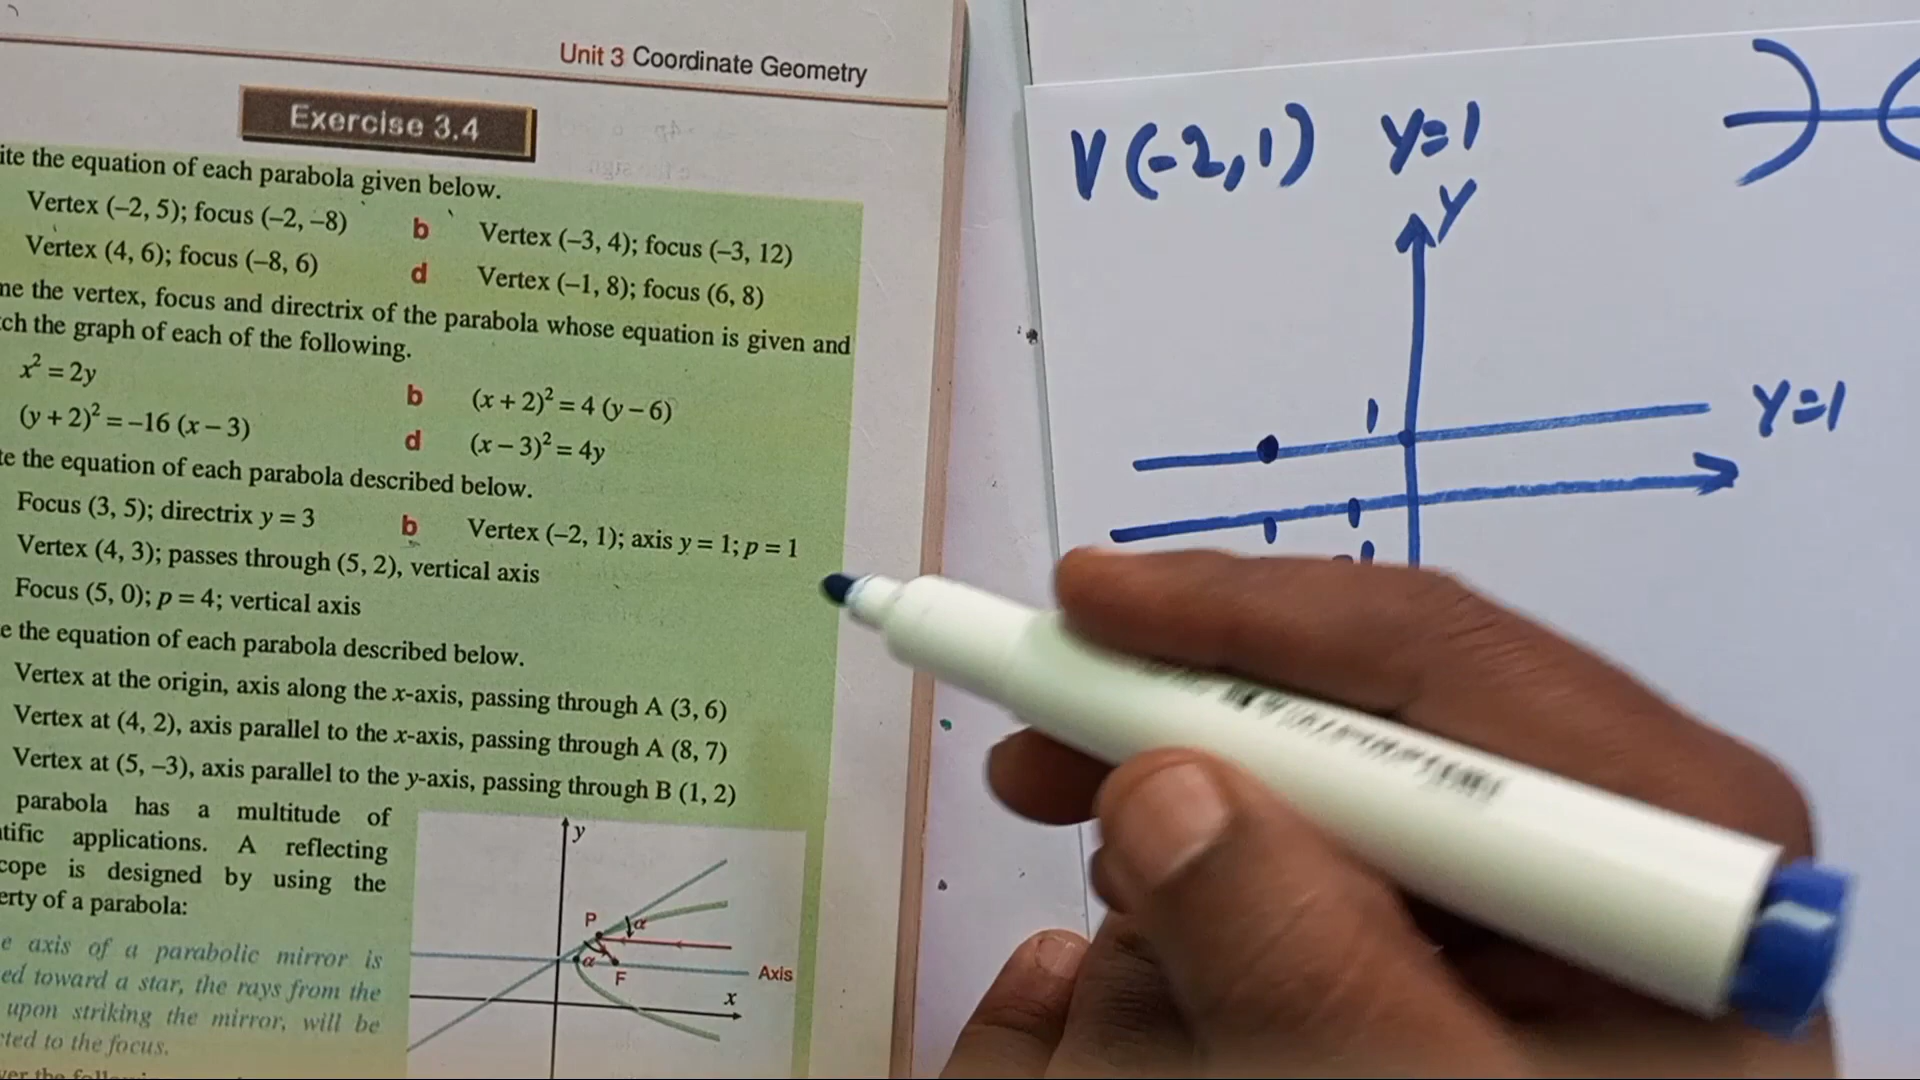 Unit 3 Coordinate Geometry
Exercise 3.4
ite the equation of each parabola given below.
Vertex (–2, 5); focus (–2, –8) b Vertex (–3, 4); focus (–3, 12)
Vertex (4, 6); focus (–8, 6) d Vertex (–1, 8); focus (6, 8)
me the vertex, focus and directrix of the parabola whose equation is given and
tch the graph of each of the following.
x² = 2y b (x + 2)² = 4 (y – 6)
(y + 2)² = –16 (x – 3) d (x – 3)² = 4y
te the equation of each parabola described below.
Focus (3, 5); directrix y = 3 b Vertex (–2, 1); axis y = 1; p = 1
Vertex (4, 3); passes through (5, 2), vertical axis
Focus (5, 0); p = 4; vertical axis
e the equation of each parabola described below.
Vertex at the origin, axis along the x-axis, passing through A (3, 6)
Vertex at (4, 2), axis parallel to the x-axis, passing through A (8, 7)
Vertex at (5, –3), axis parallel to the y-axis, passing through B (1, 2)
parabola has a multitude of
tific applications. A reflecting
cope is designed by using the
erty of a parabola:
e axis of a parabolic mirror is
ed toward a star, the rays from the
upon striking the mirror, will be
cted to the focus.
y
P
α
α
F
Axis
x
V(-2,1) y=1
y
1
y=1